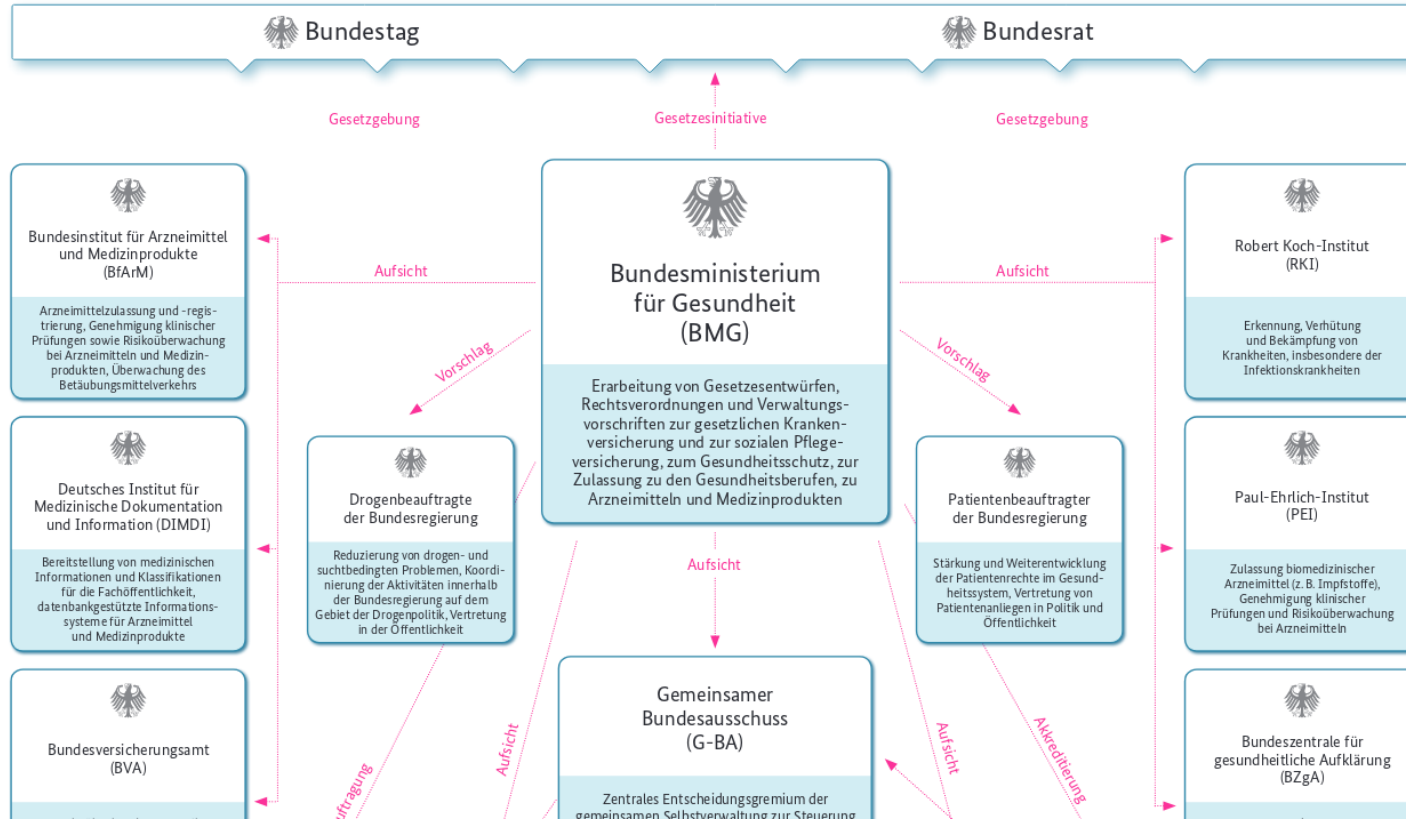 Bundestag
Bundesrat
Gesetzgebung
Gesetzesinitiative
Gesetzgebung
Bundesinstitut für Arzneimittel
und Medizinprodukte
(BfArM)
Arzneimittelzulassung und -regis-
trierung, Genehmigung klinischer
Prüfungen sowie Risikoüberwachung
bei Arzneimitteln und Medizin-
produkten, Überwachung des
Betäubungsmittelverkehrs
Aufsicht
Bundesministerium
für Gesundheit
(BMG)
Erarbeitung von Gesetzesentwürfen,
Rechtsverordnungen und Verwaltungs-
vorschriften zur gesetzlichen Kranken-
versicherung und zur sozialen Pflege-
versicherung, zum Gesundheitsschutz, zur
Zulassung zu den Gesundheitsberufen, zu
Arzneimitteln und Medizinprodukten
Aufsicht
Robert Koch-Institut
(RKI)
Erkennung, Verhütung
und Bekämpfung von
Krankheiten, insbesondere der
Infektionskrankheiten
Vorschlag
Vorschlag
Deutsches Institut für
Medizinische Dokumentation
und Information (DIMDI)
Bereitstellung von medizinischen
Informationen und Klassifikationen
für die Fachöffentlichkeit,
datenbankgestützte Informations-
systeme für Arzneimittel
und Medizinprodukte
Drogenbeauftragte
der Bundesregierung
Reduzierung von drogen- und
suchtbedingten Problemen, Koordi-
nierung der Aktivitäten innerhalb
der Bundesregierung auf dem
Gebiet der Drogenpolitik, Vertretung
in der Öffentlichkeit
Aufsicht
Patientenbeauftragter
der Bundesregierung
Stärkung und Weiterentwicklung
der Patientenrechte im Gesund-
heitssystem, Vertretung von
Patientenanliegen in Politik und
Öffentlichkeit
Paul-Ehrlich-Institut
(PEI)
Zulassung biomedizinischer
Arzneimittel (z. B. Impfstoffe),
Genehmigung klinischer
Prüfungen und Risikoüberwachung
bei Arzneimitteln
Bundesversicherungsamt
(BVA)
Aufsicht
Gemeinsamer
Bundesausschuss
(G-BA)
Zentrales Entscheidungsgremium der
gemeinsamen Selbstverwaltung zur Steuerung
Aufsicht
Akkreditierung
Bundeszentrale für
gesundheitliche Aufklärung
(BZgA)